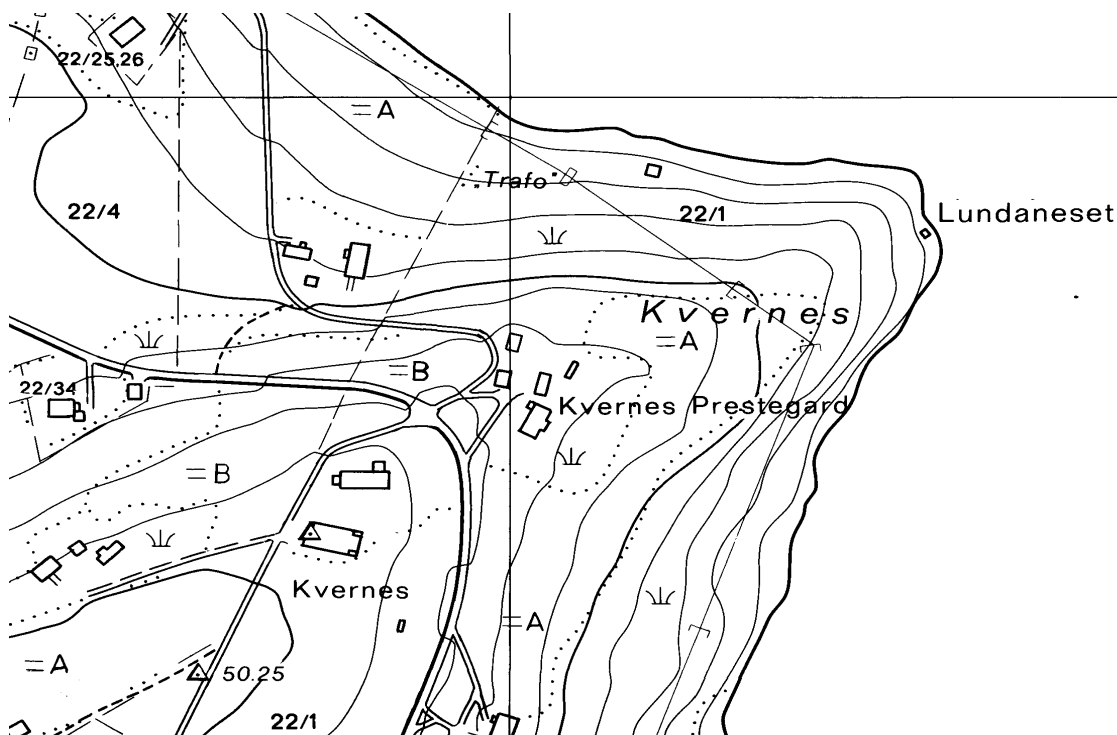 22/25,26
=A
"Trafo"
22/4
22/1
Lundaneset
Kvernes
=A
=B
22/34
Kvernes Prestegard
=B
Kvernes
=A
=A
50.25
22/1